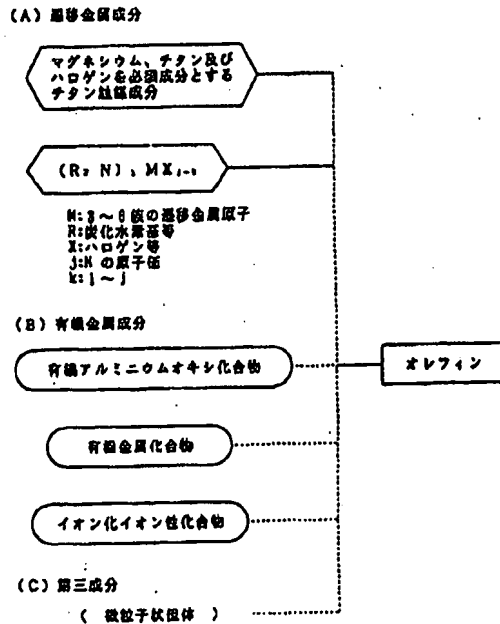 (A) 遷移金属成分
マグネシウム、チタン及び
ハロゲンを必須成分とする
チタン触媒成分
(R₂N)ₖMXⱼ₋ₖ
M:3～6族の遷移金属原子
R:炭化水素基等
X:ハロゲン等
j:Mの原子価
k:1～j
(B) 有機金属成分
有機アルミニウムオキシ化合物
オレフィン
有機金属化合物
イオン化イオン性化合物
(C) 第三成分
( 微粒子状担体 )